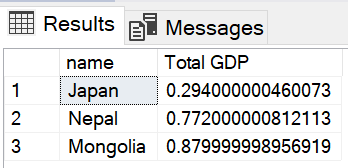 Results Messages
name Total GDP
1 Japan 0.294000000460073
2 Nepal 0.772000000812113
3 Mongolia 0.879999998956919